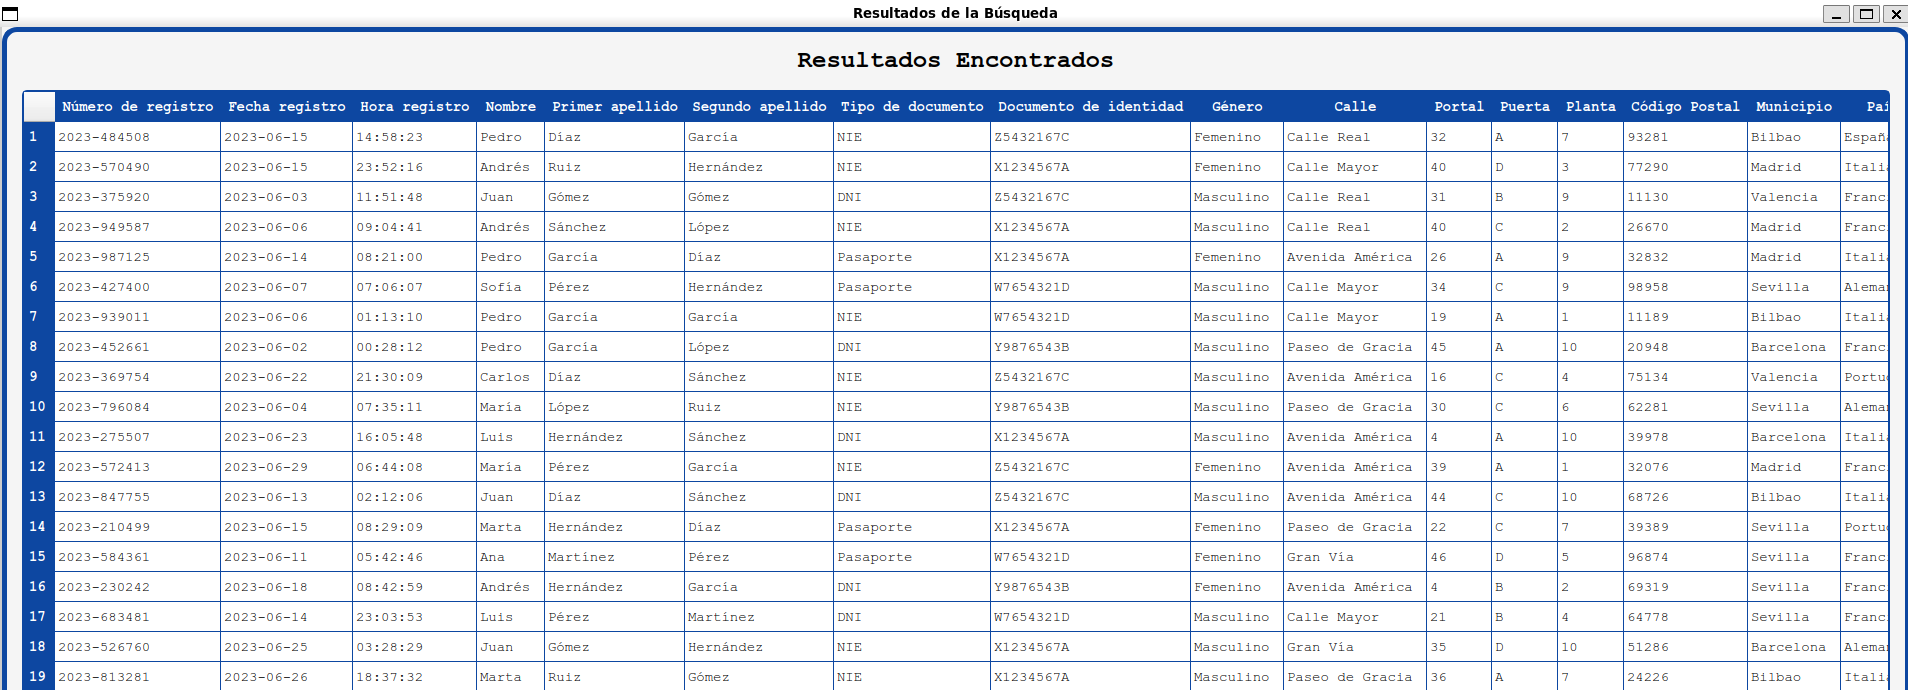 Resultados de la Búsqueda
Resultados Encontrados
Número de registro Fecha registro Hora registro Nombre Primer apellido Segundo apellido Tipo de documento Documento de identidad Género Calle Portal Puerta Planta Código Postal Municipio Paí
1 2023-484508 2023-06-15 14:58:23 Pedro Díaz García NIE Z5432167C Femenino Calle Real 32 A 7 93281 Bilbao Españ
2 2023-570490 2023-06-15 23:52:16 Andrés Ruiz Hernández NIE X1234567A Femenino Calle Mayor 40 D 3 77290 Madrid Itali
3 2023-375920 2023-06-03 11:51:48 Juan Gómez Gómez DNI Z5432167C Masculino Calle Real 31 B 9 11130 Valencia Franc
4 2023-949587 2023-06-06 09:04:41 Andrés Sánchez López NIE X1234567A Masculino Calle Real 40 C 2 26670 Madrid Franc
5 2023-987125 2023-06-14 08:21:00 Pedro García Díaz Pasaporte X1234567A Femenino Avenida América 26 A 9 32832 Madrid Itali
6 2023-427400 2023-06-07 07:06:07 Sofía Pérez Hernández Pasaporte W7654321D Masculino Calle Mayor 34 C 9 98958 Sevilla Alema
7 2023-939011 2023-06-06 01:13:10 Pedro García García NIE W7654321D Masculino Calle Mayor 19 A 1 11189 Bilbao Itali
8 2023-452661 2023-06-02 00:28:12 Pedro García López DNI Y9876543B Masculino Paseo de Gracia 45 A 10 20948 Barcelona Franc
9 2023-369754 2023-06-22 21:30:09 Carlos Díaz Sánchez NIE Z5432167C Masculino Avenida América 16 C 4 75134 Valencia Portu
10 2023-796084 2023-06-04 07:35:11 María López Ruiz NIE Y9876543B Masculino Paseo de Gracia 30 C 6 62281 Sevilla Alema
11 2023-275507 2023-06-23 16:05:48 Luis Hernández Sánchez DNI X1234567A Masculino Avenida América 4 A 10 39978 Barcelona Itali
12 2023-572413 2023-06-29 06:44:08 María Pérez García NIE Z5432167C Femenino Avenida América 39 A 1 32076 Madrid Franc
13 2023-847755 2023-06-13 02:12:06 Juan Díaz Sánchez DNI Z5432167C Masculino Avenida América 44 C 10 68726 Bilbao Itali
14 2023-210499 2023-06-15 08:29:09 Marta Hernández Díaz Pasaporte X1234567A Femenino Paseo de Gracia 22 C 7 39389 Sevilla Portu
15 2023-584361 2023-06-11 05:42:46 Ana Martínez Pérez Pasaporte W7654321D Femenino Gran Vía 46 D 5 96874 Sevilla Franc
16 2023-230242 2023-06-18 08:42:59 Andrés Hernández García DNI Y9876543B Femenino Avenida América 4 B 2 69319 Sevilla Franc
17 2023-683481 2023-06-14 23:03:53 Luis Pérez Martínez DNI W7654321D Masculino Calle Mayor 21 B 4 64778 Sevilla Franc
18 2023-526760 2023-06-25 03:28:29 Juan Gómez Hernández NIE X1234567A Masculino Gran Vía 35 D 10 51286 Barcelona Alema
19 2023-813281 2023-06-26 18:37:32 Marta Ruiz Gómez NIE X1234567A Masculino Paseo de Gracia 36 A 7 24226 Bilbao Itali